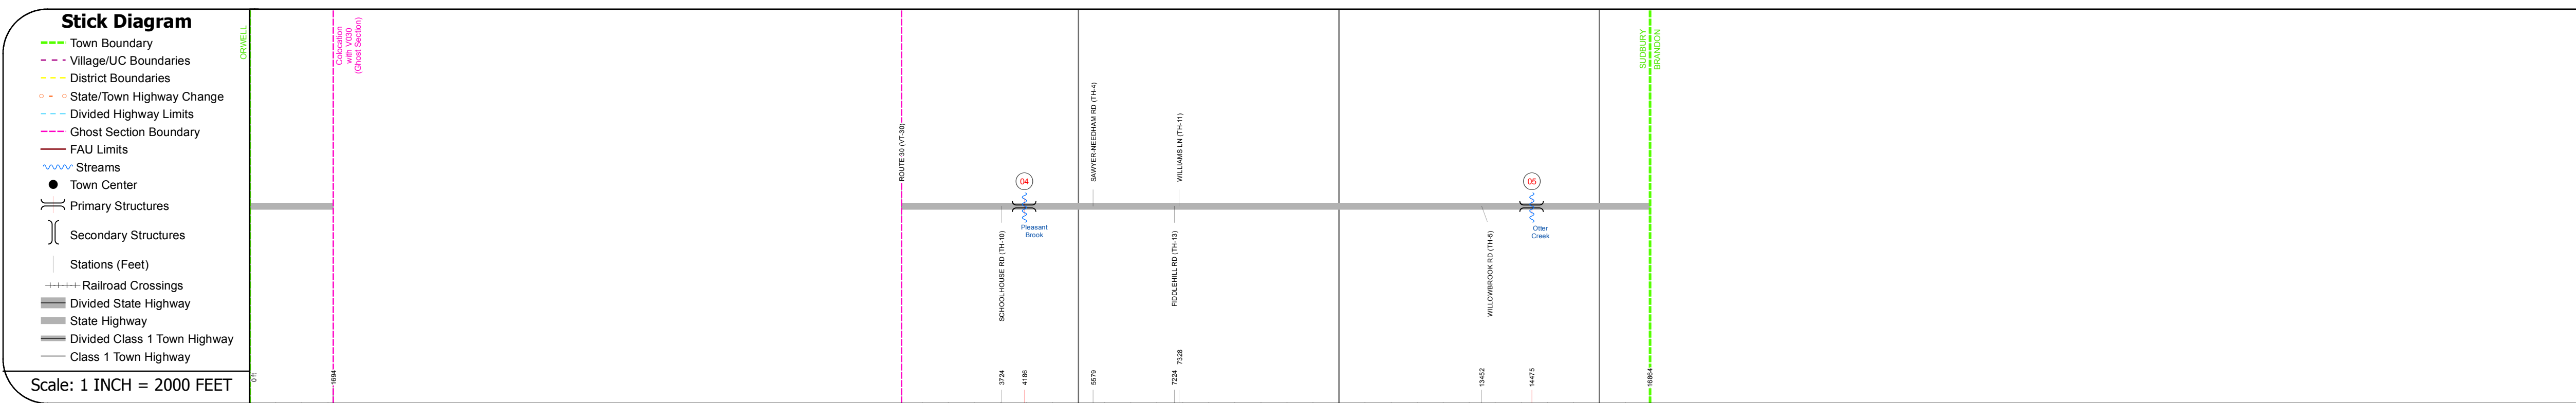 Stick Diagram
Town Boundary
Village/UC Boundaries
District Boundaries
State/Town Highway Change
Divided Highway Limits
Ghost Section Boundary
FAU Limits
Streams
Town Center
Primary Structures
Secondary Structures
Stations (Feet)
Railroad Crossings
Divided State Highway
State Highway
Divided Class 1 Town Highway
Class 1 Town Highway
Scale: 1 INCH = 2000 FEET
ORWELL
0 ft
Colocation
with V030
(Ghost Section)
1694
ROUTE 30 (VT-30)
SCHOOLHOUSE RD (TH-10)
3724
04
Pleasant
Brook
4186
SAWYER-NEEDHAM RD (TH-4)
5579
FIDDLEHILL RD (TH-13)
7224
WILLIAMS LN (TH-11)
7328
WILLOWBROOK RD (TH-5)
13452
05
Otter
Creek
14475
SUDBURY
BRANDON
16864